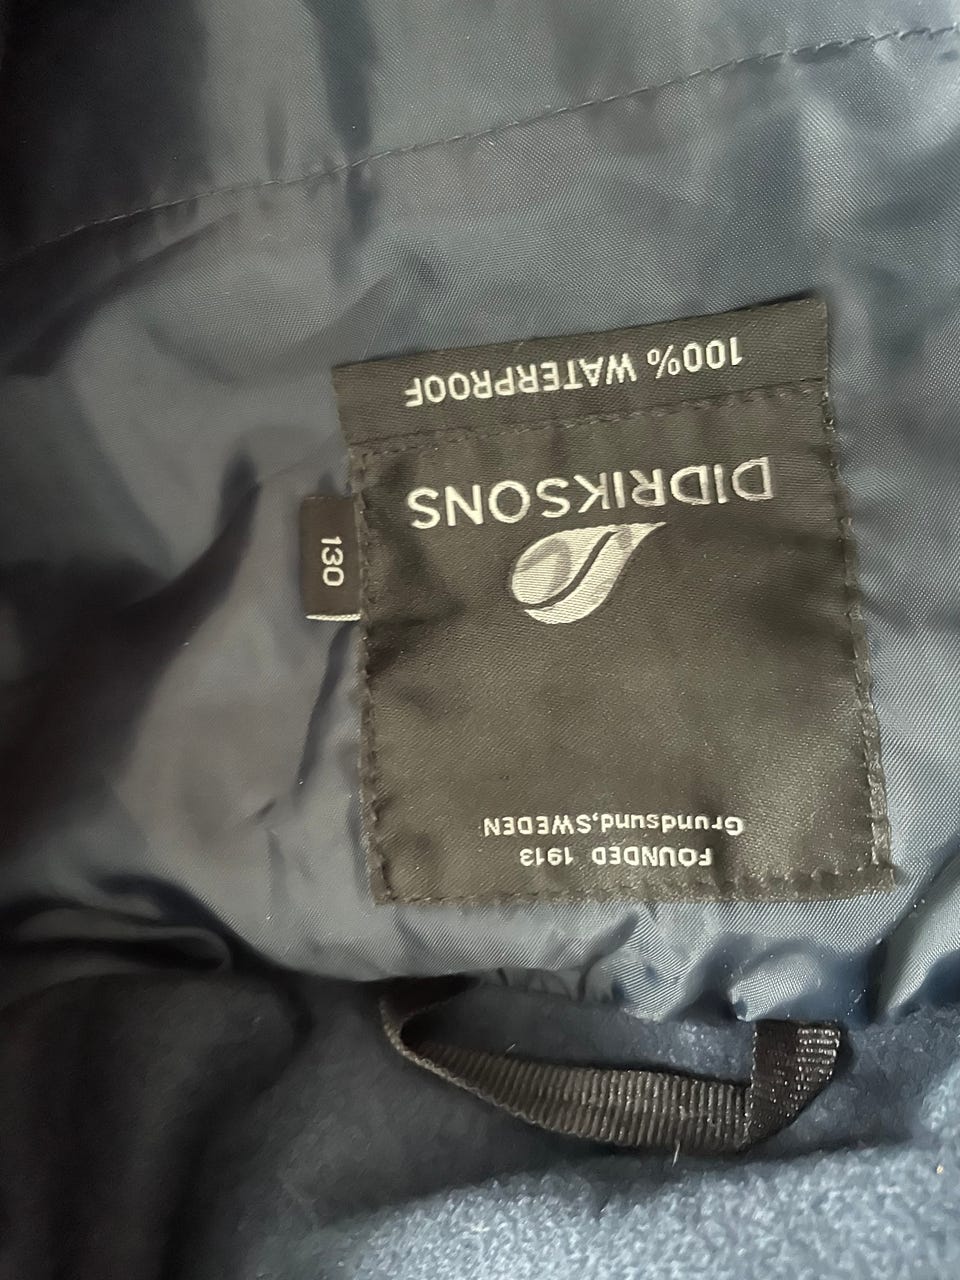 FOUNDED 1913
Grundsund,SWEDEN
DIDRIKSONS
100% WATERPROOF
130